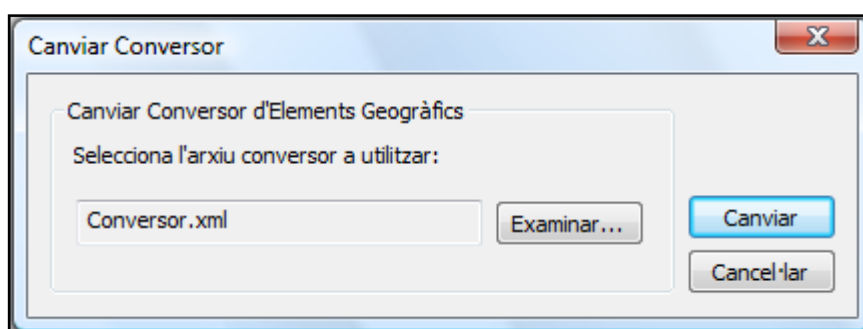 Canviar Conversor
Canviar Conversor d'Elements Geogràfics
Selecciona l'arxiu conversor a utilitzar:
Conversor.xml
Examinar...
Canviar
Cancel·lar